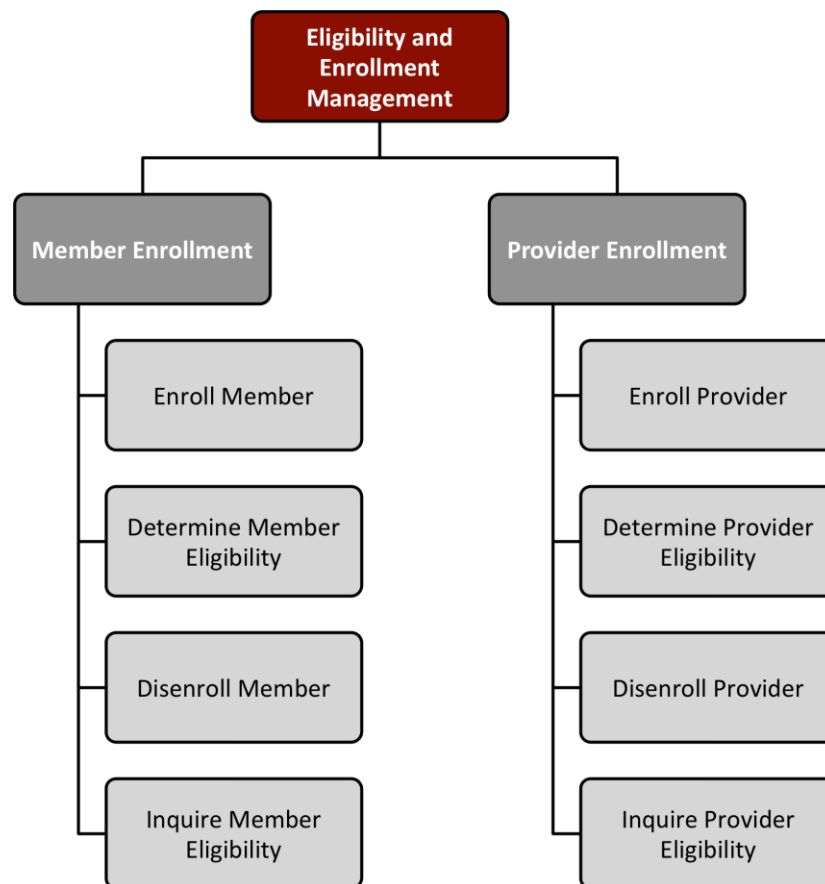 Eligibility and
Enrollment
Management
Member Enrollment
Provider Enrollment
Enroll Member
Enroll Provider
Determine Member
Eligibility
Determine Provider
Eligibility
Disenroll Member
Disenroll Provider
Inquire Member
Eligibility
Inquire Provider
Eligibility